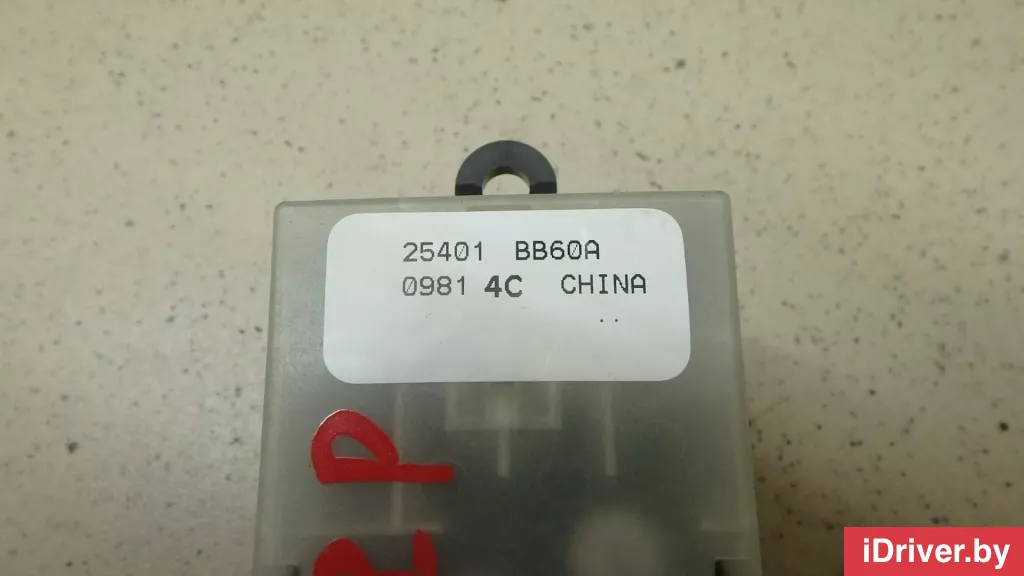 25401 BB60A
0981 4C CHINA
..
P
iDriver.by